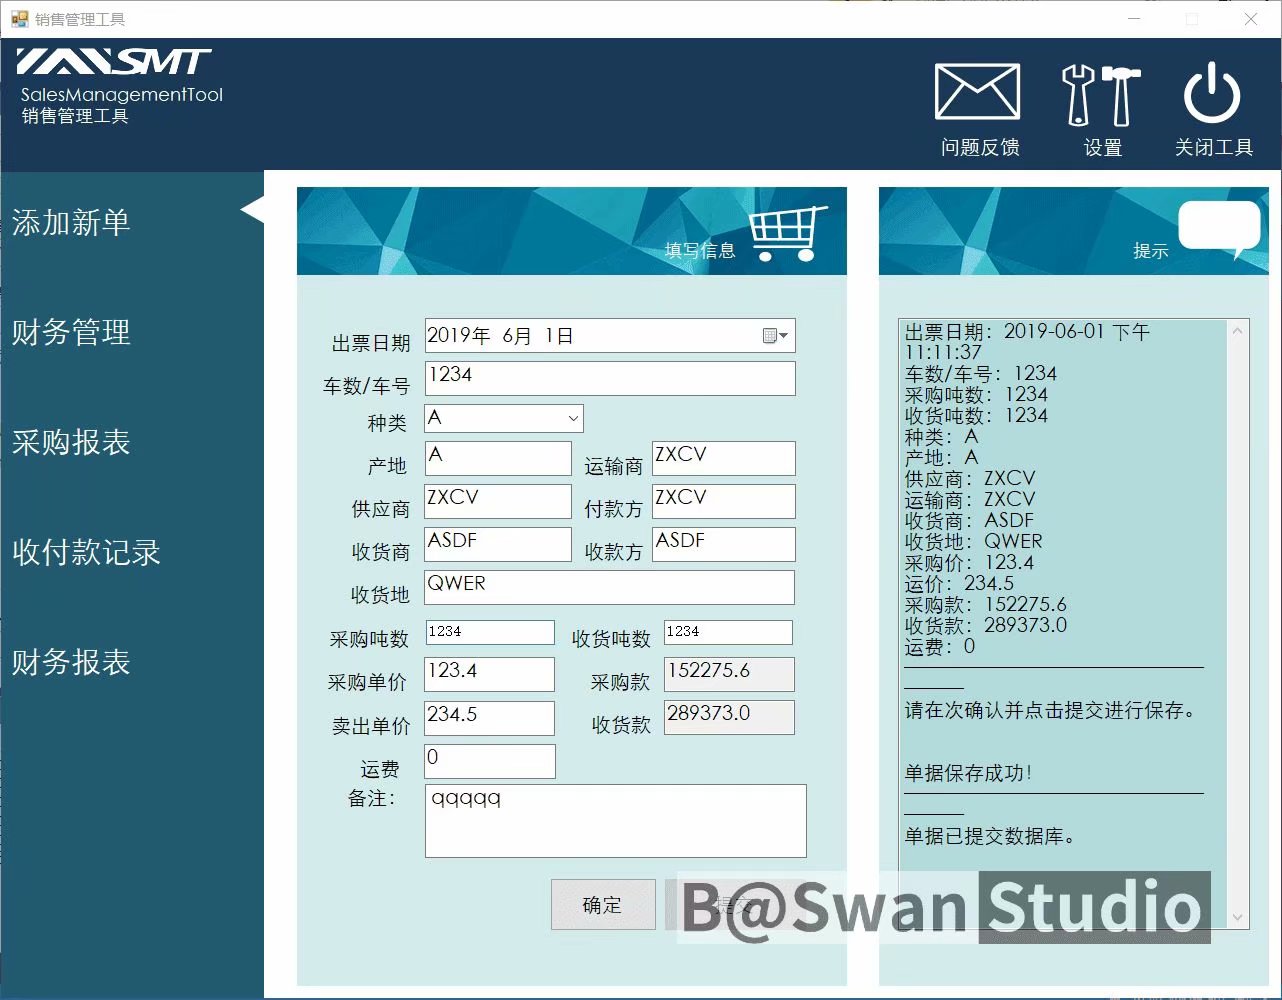 销售管理工具
SMT
SalesManagementTool
销售管理工具
问题反馈
设置
关闭工具
添加新单
财务管理
采购报表
收付款记录
财务报表
填写信息
出票日期 2019年 6月 1日
车数/车号 1234
种类 A
产地 A 运输商 ZXCV
供应商 ZXCV 付款方 ZXCV
收货商 ASDF 收款方 ASDF
收货地 QWER
采购吨数 1234 收货吨数 1234
采购单价 123.4 采购款 152275.6
卖出单价 234.5 收货款 289373.0
运费 0
备注： qqqqq
确定
提交
提示
出票日期：2019-06-01 下午
11:11:37
车数/车号：1234
采购吨数：1234
收货吨数：1234
种类：A
产地：A
供应商：ZXCV
运输商：ZXCV
收货商：ASDF
收货地：QWER
采购价：123.4
运价：234.5
采购款：152275.6
收货款：289373.0
运费：0
请在次确认并点击提交进行保存。
单据保存成功！
单据已提交数据库。
B@Swan Studio